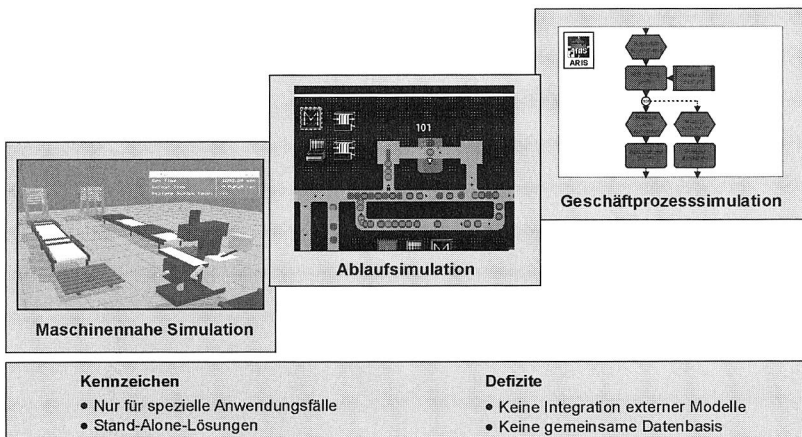 ARIS
Geschäftprozesssimulation
101
Ablaufsimulation
Maschinennahe Simulation
Kennzeichen
• Nur für spezielle Anwendungsfälle
• Stand-Alone-Lösungen
Defizite
• Keine Integration externer Modelle
• Keine gemeinsame Datenbasis